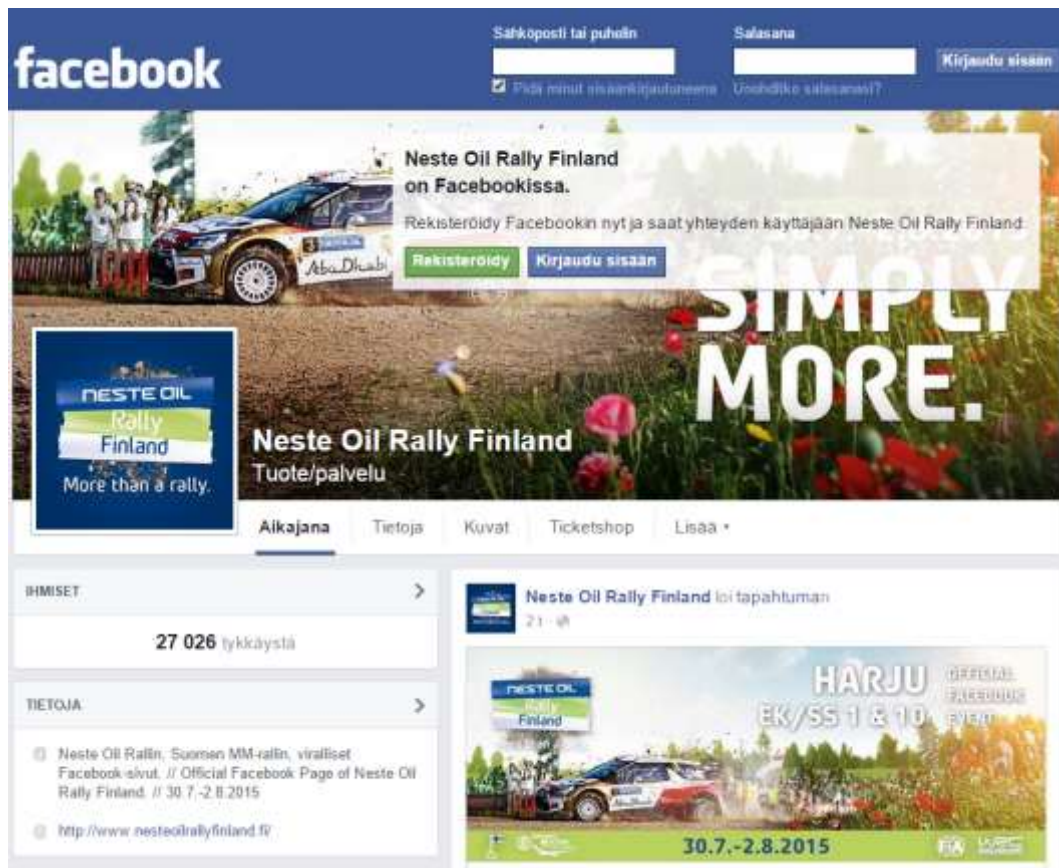 facebook
Sähköposti tai puhelin
Salasana
Kirjaudu sisään
Pidä minut sisäänkirjautuneena
Unohditko salasanasi?
Neste Oil Rally Finland
on Facebookissa.
Rekisteröidy Facebookin nyt ja saat yhteyden käyttäjään Neste Oil Rally Finland
Rekisteröidy
Kirjaudu sisään
Abu Dhabi
SIMPLY
MORE.
NESTE OIL
Rally
Finland
More than a rally.
Neste Oil Rally Finland
Tuote/palvelu
Aikajana
Tietoja
Kuvat
Ticketshop
Lisää
IHMISET
27 026 tykkäystä
TIETOJA
Neste Oil Rallin, Suomen MM-rallin, viralliset
Facebook-sivut. // Official Facebook Page of Neste Oil
Rally Finland. // 30.7.-2.8.2015
http://www.nesteoilrallyfinland.fi/
Neste Oil Rally Finland loi tapahtuman
2 t
NESTE OIL
Rally
Finland
HARJU
EK/SS 1 & 10
OFFICIAL
FACEBOOK
EVENT
30.7.-2.8.2015
FIA